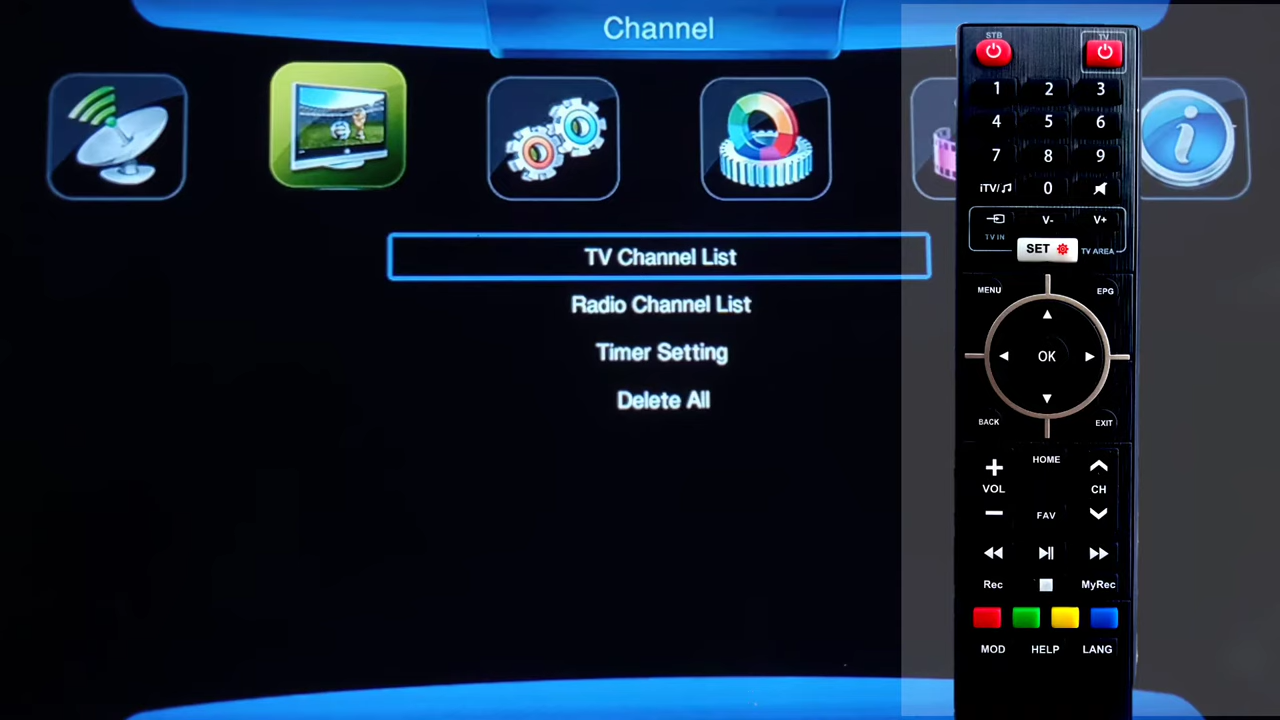 Channel
TV Channel List
Radio Channel List
Timer Setting
Delete All
STB TV
1 2 3
4 5 6
7 8 9
iTV/♫ 0
V- V+
TV IN
SET TV AREA
MENU EPG
OK
BACK EXIT
HOME
+
VOL CH
−
FAV
Rec MyRec
MOD HELP LANG